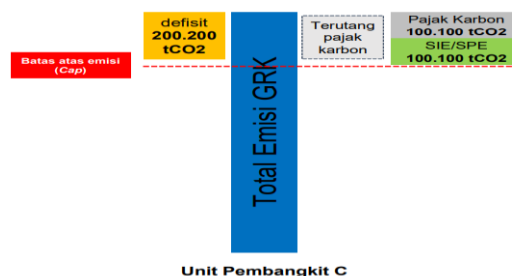 defisit
200.200
tCO2
Batas atas emisi
(Cap)
Total Emisi GRK
Terutang
pajak
karbon
Pajak Karbon
100.100 tCO2
SIE/SPE
100.100 tCO2
Unit Pembangkit C